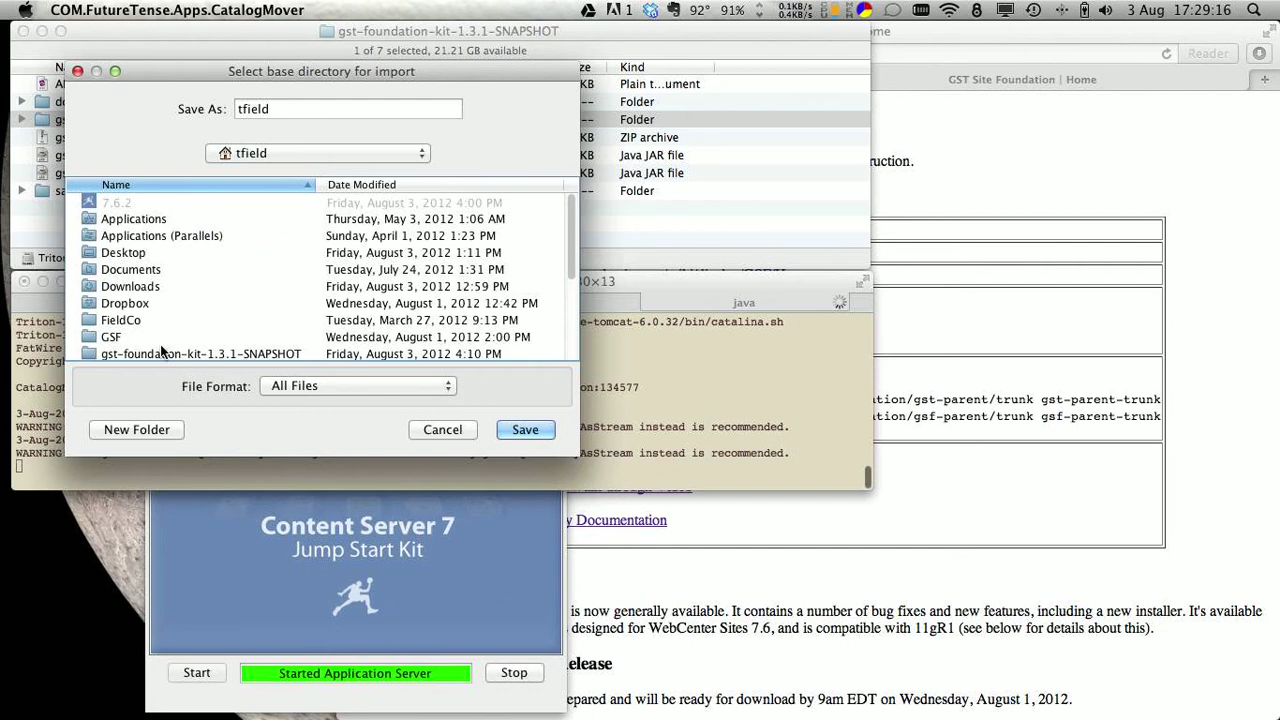 COM.FutureTense.Apps.CatalogMover
1 92° 91% 0.1KB/s 0.4KB/s 3 Aug 17:29:16
gst-foundation-kit-1.3.1-SNAPSHOT
1 of 7 selected, 21.21 GB available
Kind
Plain t...ument
Folder
Folder
ZIP archive
Java JAR file
Java JAR file
Folder
Select base directory for import
Save As: tfield
tfield
Name Date Modified
7.6.2 Friday, August 3, 2012 4:00 PM
Applications Thursday, May 3, 2012 1:06 AM
Applications (Parallels) Sunday, April 1, 2012 1:23 PM
Desktop Friday, August 3, 2012 1:11 PM
Documents Tuesday, July 24, 2012 1:31 PM
Downloads Friday, August 3, 2012 12:59 PM
Dropbox Wednesday, August 1, 2012 12:42 PM
FieldCo Tuesday, March 27, 2012 9:13 PM
GSF Wednesday, August 1, 2012 2:00 PM
gst-foundation-kit-1.3.1-SNAPSHOT Friday, August 3, 2012 4:10 PM
File Format: All Files
New Folder Cancel Save
Reader
GST Site Foundation | Home
java
e-tomcat-6.0.32/bin/catalina.sh
on:134577
3-Aug-20
WARNING AsStream instead is recommended.
3-Aug-20
WARNING AsStream instead is recommended.
ruction.
ation/gst-parent/trunk gst-parent-trunk
ation/gsf-parent/trunk gsf-parent-trunk
y Documentation
is now generally available. It contains a number of bug fixes and new features, including a new installer. It's available
s designed for WebCenter Sites 7.6, and is compatible with 11gR1 (see below for details about this).
elease
epared and will be ready for download by 9am EDT on Wednesday, August 1, 2012.
Content Server 7
Jump Start Kit
Start Started Application Server Stop